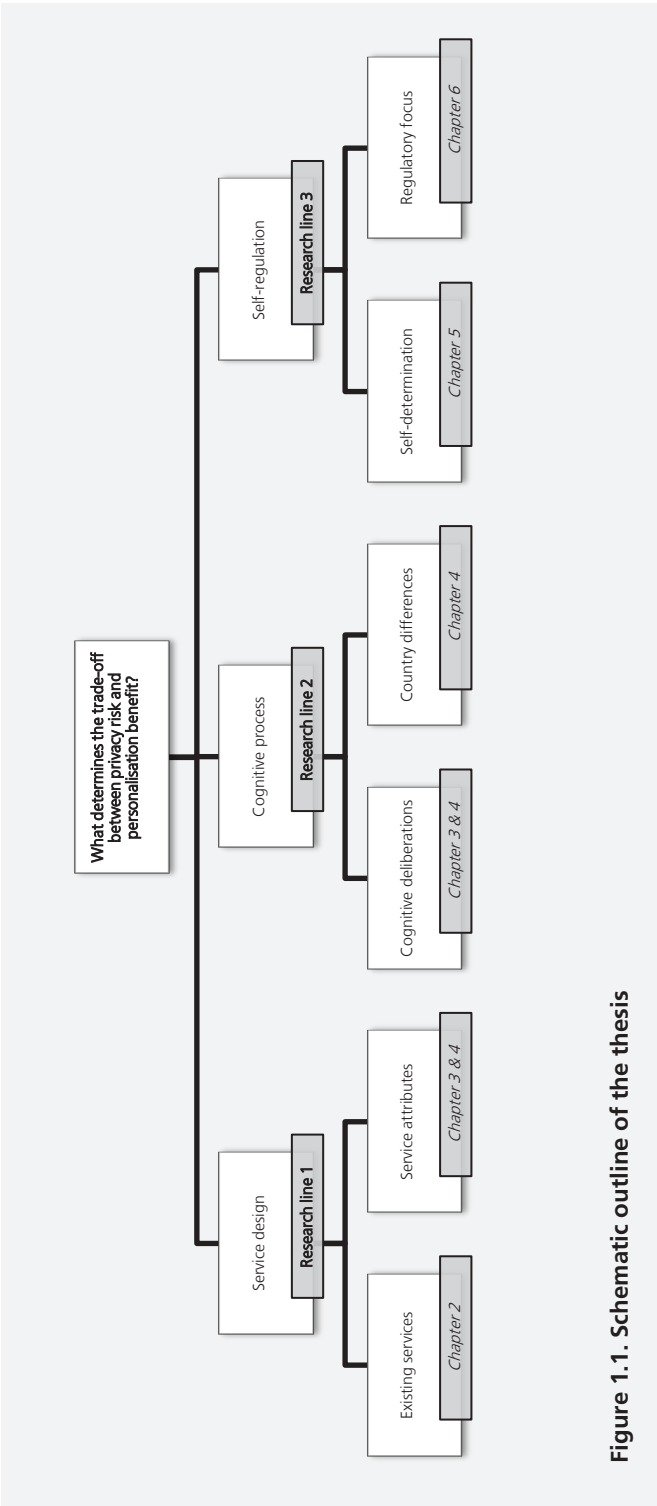 What determines the trade-off
between privacy risk and
personalisation benefit?
Service design
Research line 1
Cognitive process
Research line 2
Self-regulation
Research line 3
Existing services
Chapter 2
Service attributes
Chapter 3 & 4
Cognitive deliberations
Chapter 3 & 4
Country differences
Chapter 4
Self-determination
Chapter 5
Regulatory focus
Chapter 6
Figure 1.1. Schematic outline of the thesis